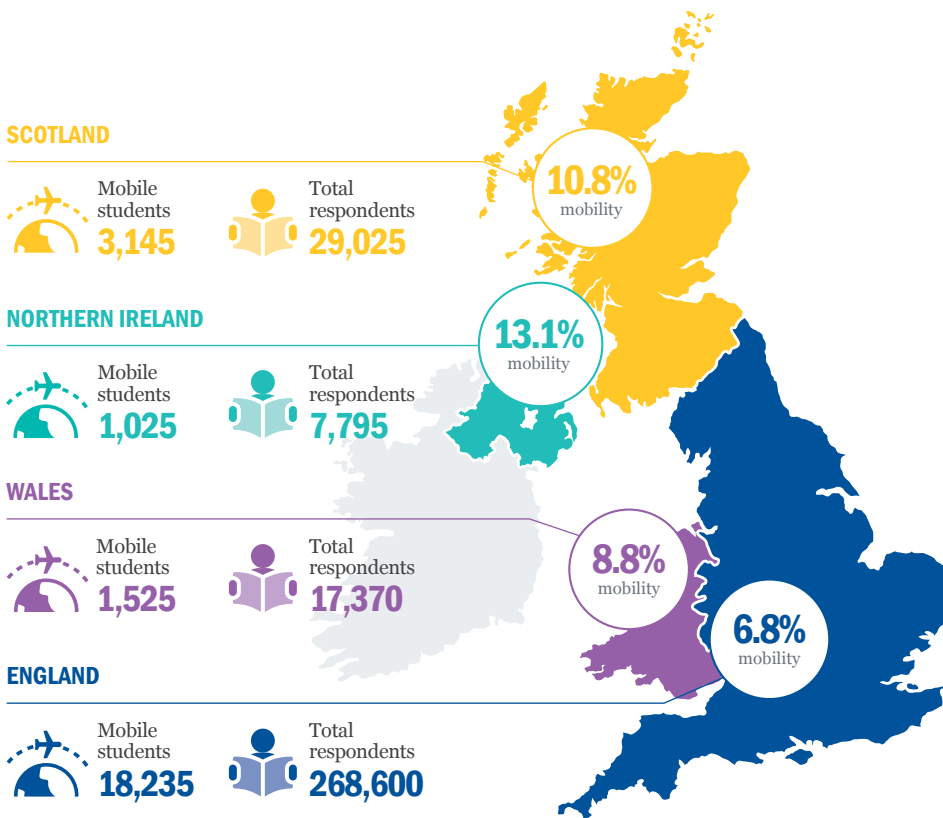 SCOTLAND
Mobile
students
3,145
Total
respondents
29,025
10.8%
mobility
NORTHERN IRELAND
Mobile
students
1,025
Total
respondents
7,795
13.1%
mobility
WALES
Mobile
students
1,525
Total
respondents
17,370
8.8%
mobility
ENGLAND
Mobile
students
18,235
Total
respondents
268,600
6.8%
mobility